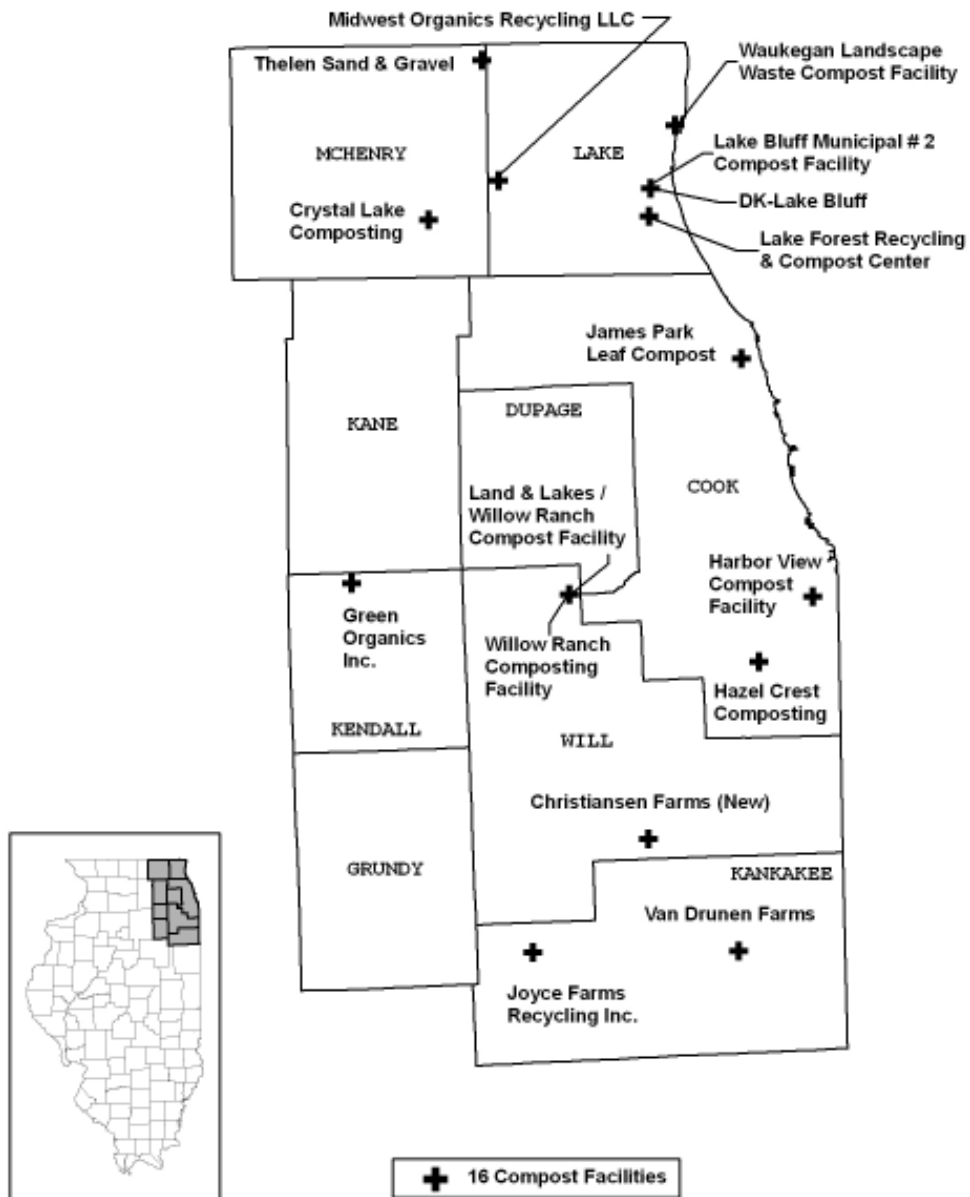 Midwest Organics Recycling LLC
Thelen Sand & Gravel
Waukegan Landscape
Waste Compost Facility
MCHENRY
LAKE
Lake Bluff Municipal # 2
Compost Facility
DK-Lake Bluff
Crystal Lake
Composting
Lake Forest Recycling
& Compost Center
James Park
Leaf Compost
KANE
DUPAGE
COOK
Land & Lakes /
Willow Ranch
Compost Facility
Harbor View
Compost
Facility
Green
Organics
Inc.
Willow Ranch
Composting
Facility
Hazel Crest
Composting
KENDALL
WILL
Christiansen Farms (New)
GRUNDY
KANKAKEE
Van Drunen Farms
Joyce Farms
Recycling Inc.
16 Compost Facilities